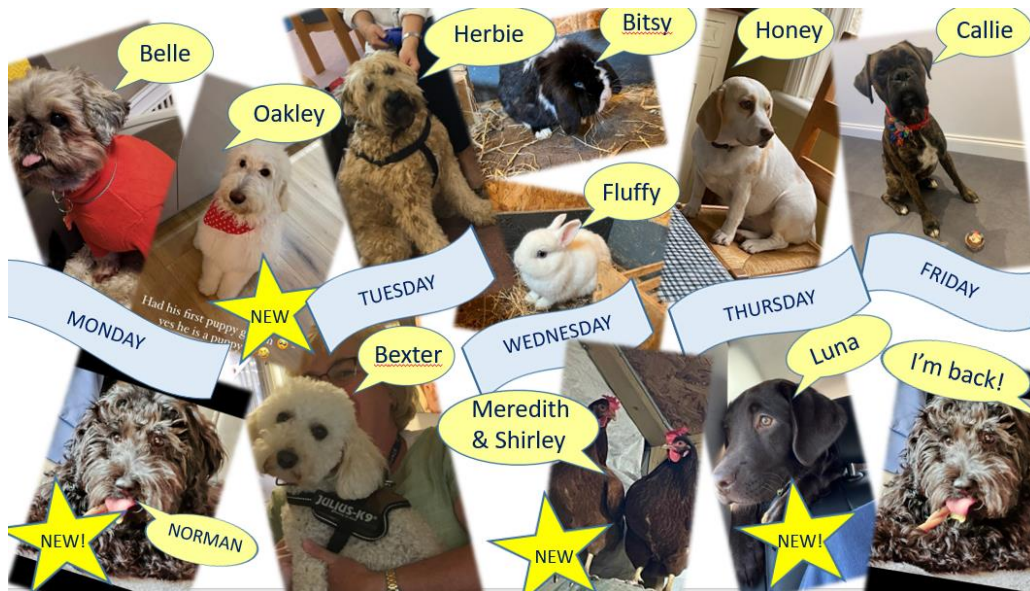 Belle
Oakley
Herbie
Bitsy
Fluffy
Honey
Callie
MONDAY
TUESDAY
WEDNESDAY
THURSDAY
FRIDAY
Had his first puppy
yes he is a puppy
NEW
Bexter
Meredith
& Shirley
Luna
I'm back!
NEW!
NORMAN
JULIUS-K9®
NEW
NEW!